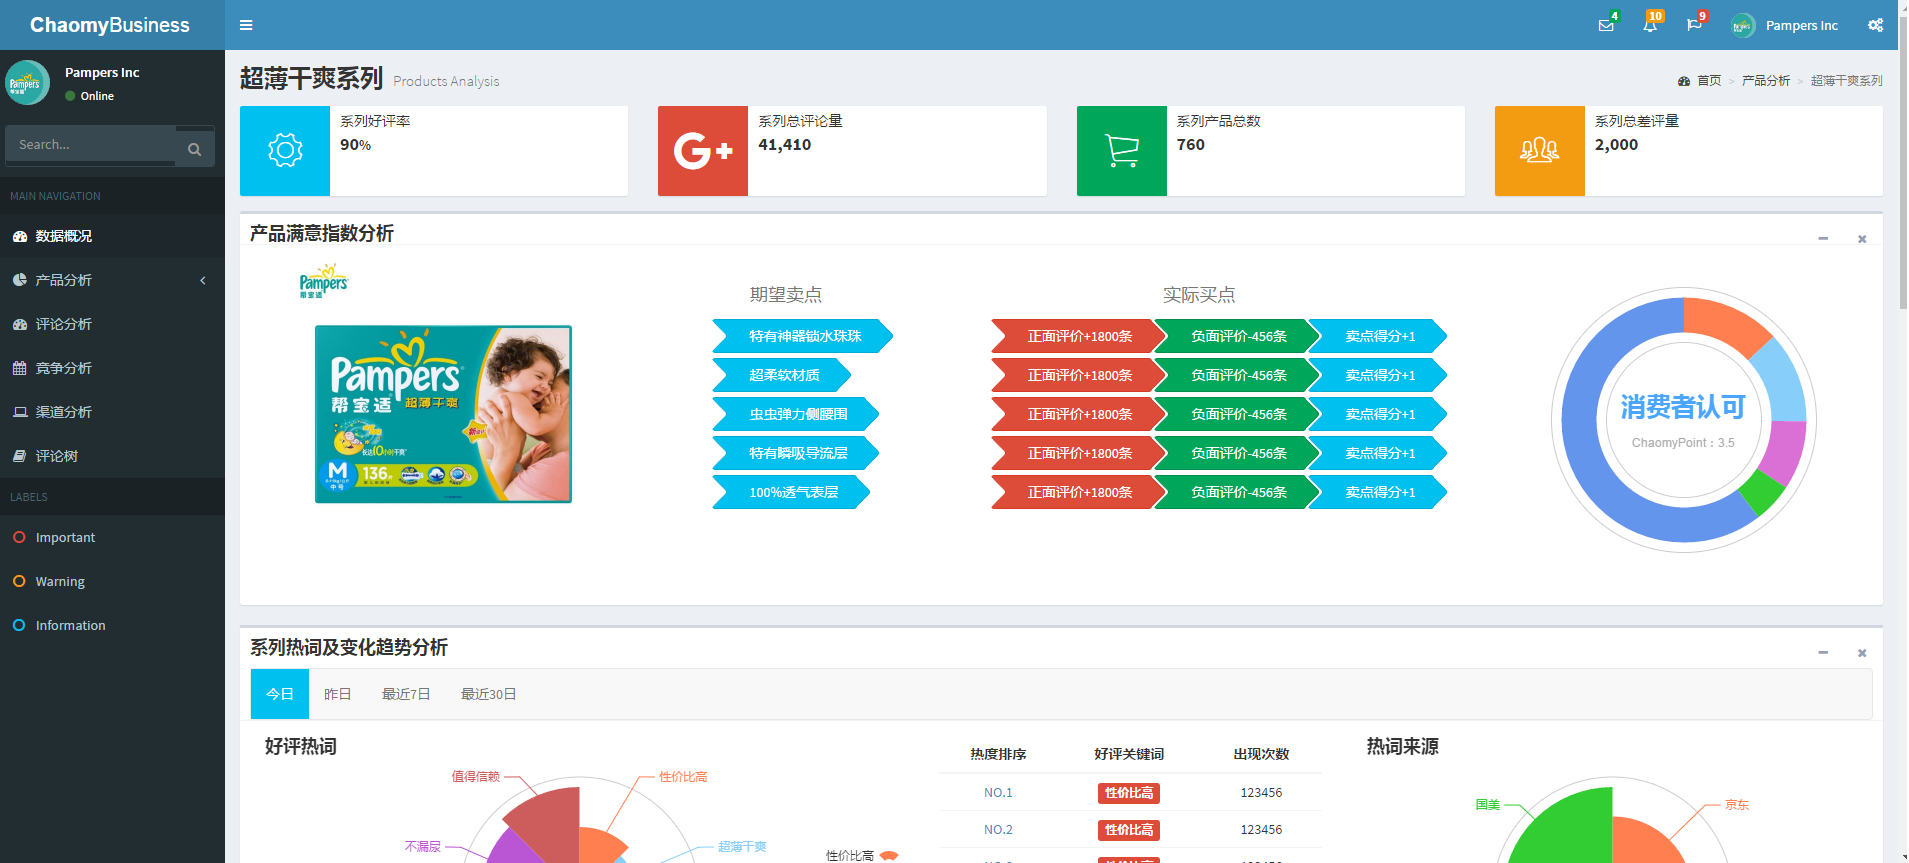 ChaomyBusiness
4
10
9
Pampers Inc
Pampers Inc
Online
Search...
MAIN NAVIGATION
数据概况
产品分析
评论分析
竞争分析
渠道分析
评论树
LABELS
Important
Warning
Information
超薄干爽系列 Products Analysis
首页 > 产品分析 > 超薄干爽系列
系列好评率
90%
G+
系列总评论量
41,410
系列产品总数
760
系列总差评量
2,000
产品满意指数分析
Pampers
帮宝适
Pampers
帮宝适 超薄干爽
M
中号
136
期望卖点
特有神器锁水珠珠
超柔软材质
虫虫弹力侧腰围
特有瞬吸导流层
100%透气表层
实际买点
正面评价+1800条 负面评价-456条 卖点得分+1
正面评价+1800条 负面评价-456条 卖点得分+1
正面评价+1800条 负面评价-456条 卖点得分+1
正面评价+1800条 负面评价-456条 卖点得分+1
正面评价+1800条 负面评价-456条 卖点得分+1
消费者认可
ChaomyPoint : 3.5
系列热词及变化趋势分析
今日 昨日 最近7日 最近30日
好评热词
值得信赖
性价比高
不漏尿
超薄干爽
性价比高
热度排序 好评关键词 出现次数
NO.1 性价比高 123456
NO.2 性价比高 123456
热词来源
国美
京东